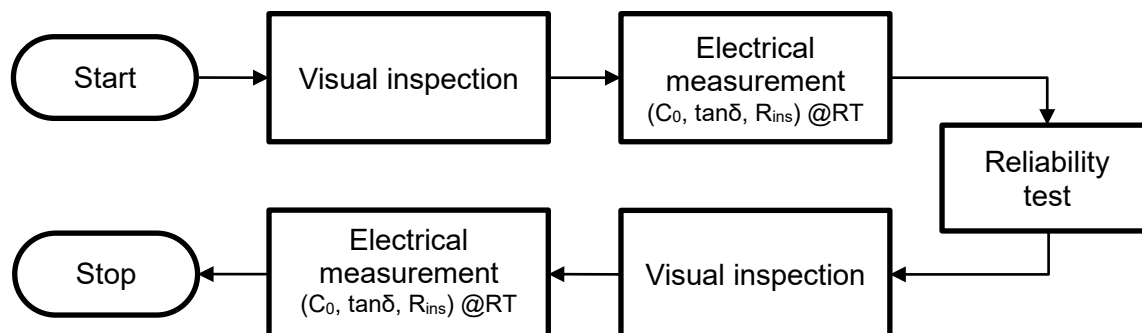 Start
Visual inspection
Electrical
measurement
(C₀, tanδ, Rᵢₙₛ) @RT
Reliability
test
Visual inspection
Electrical
measurement
(C₀, tanδ, Rᵢₙₛ) @RT
Stop